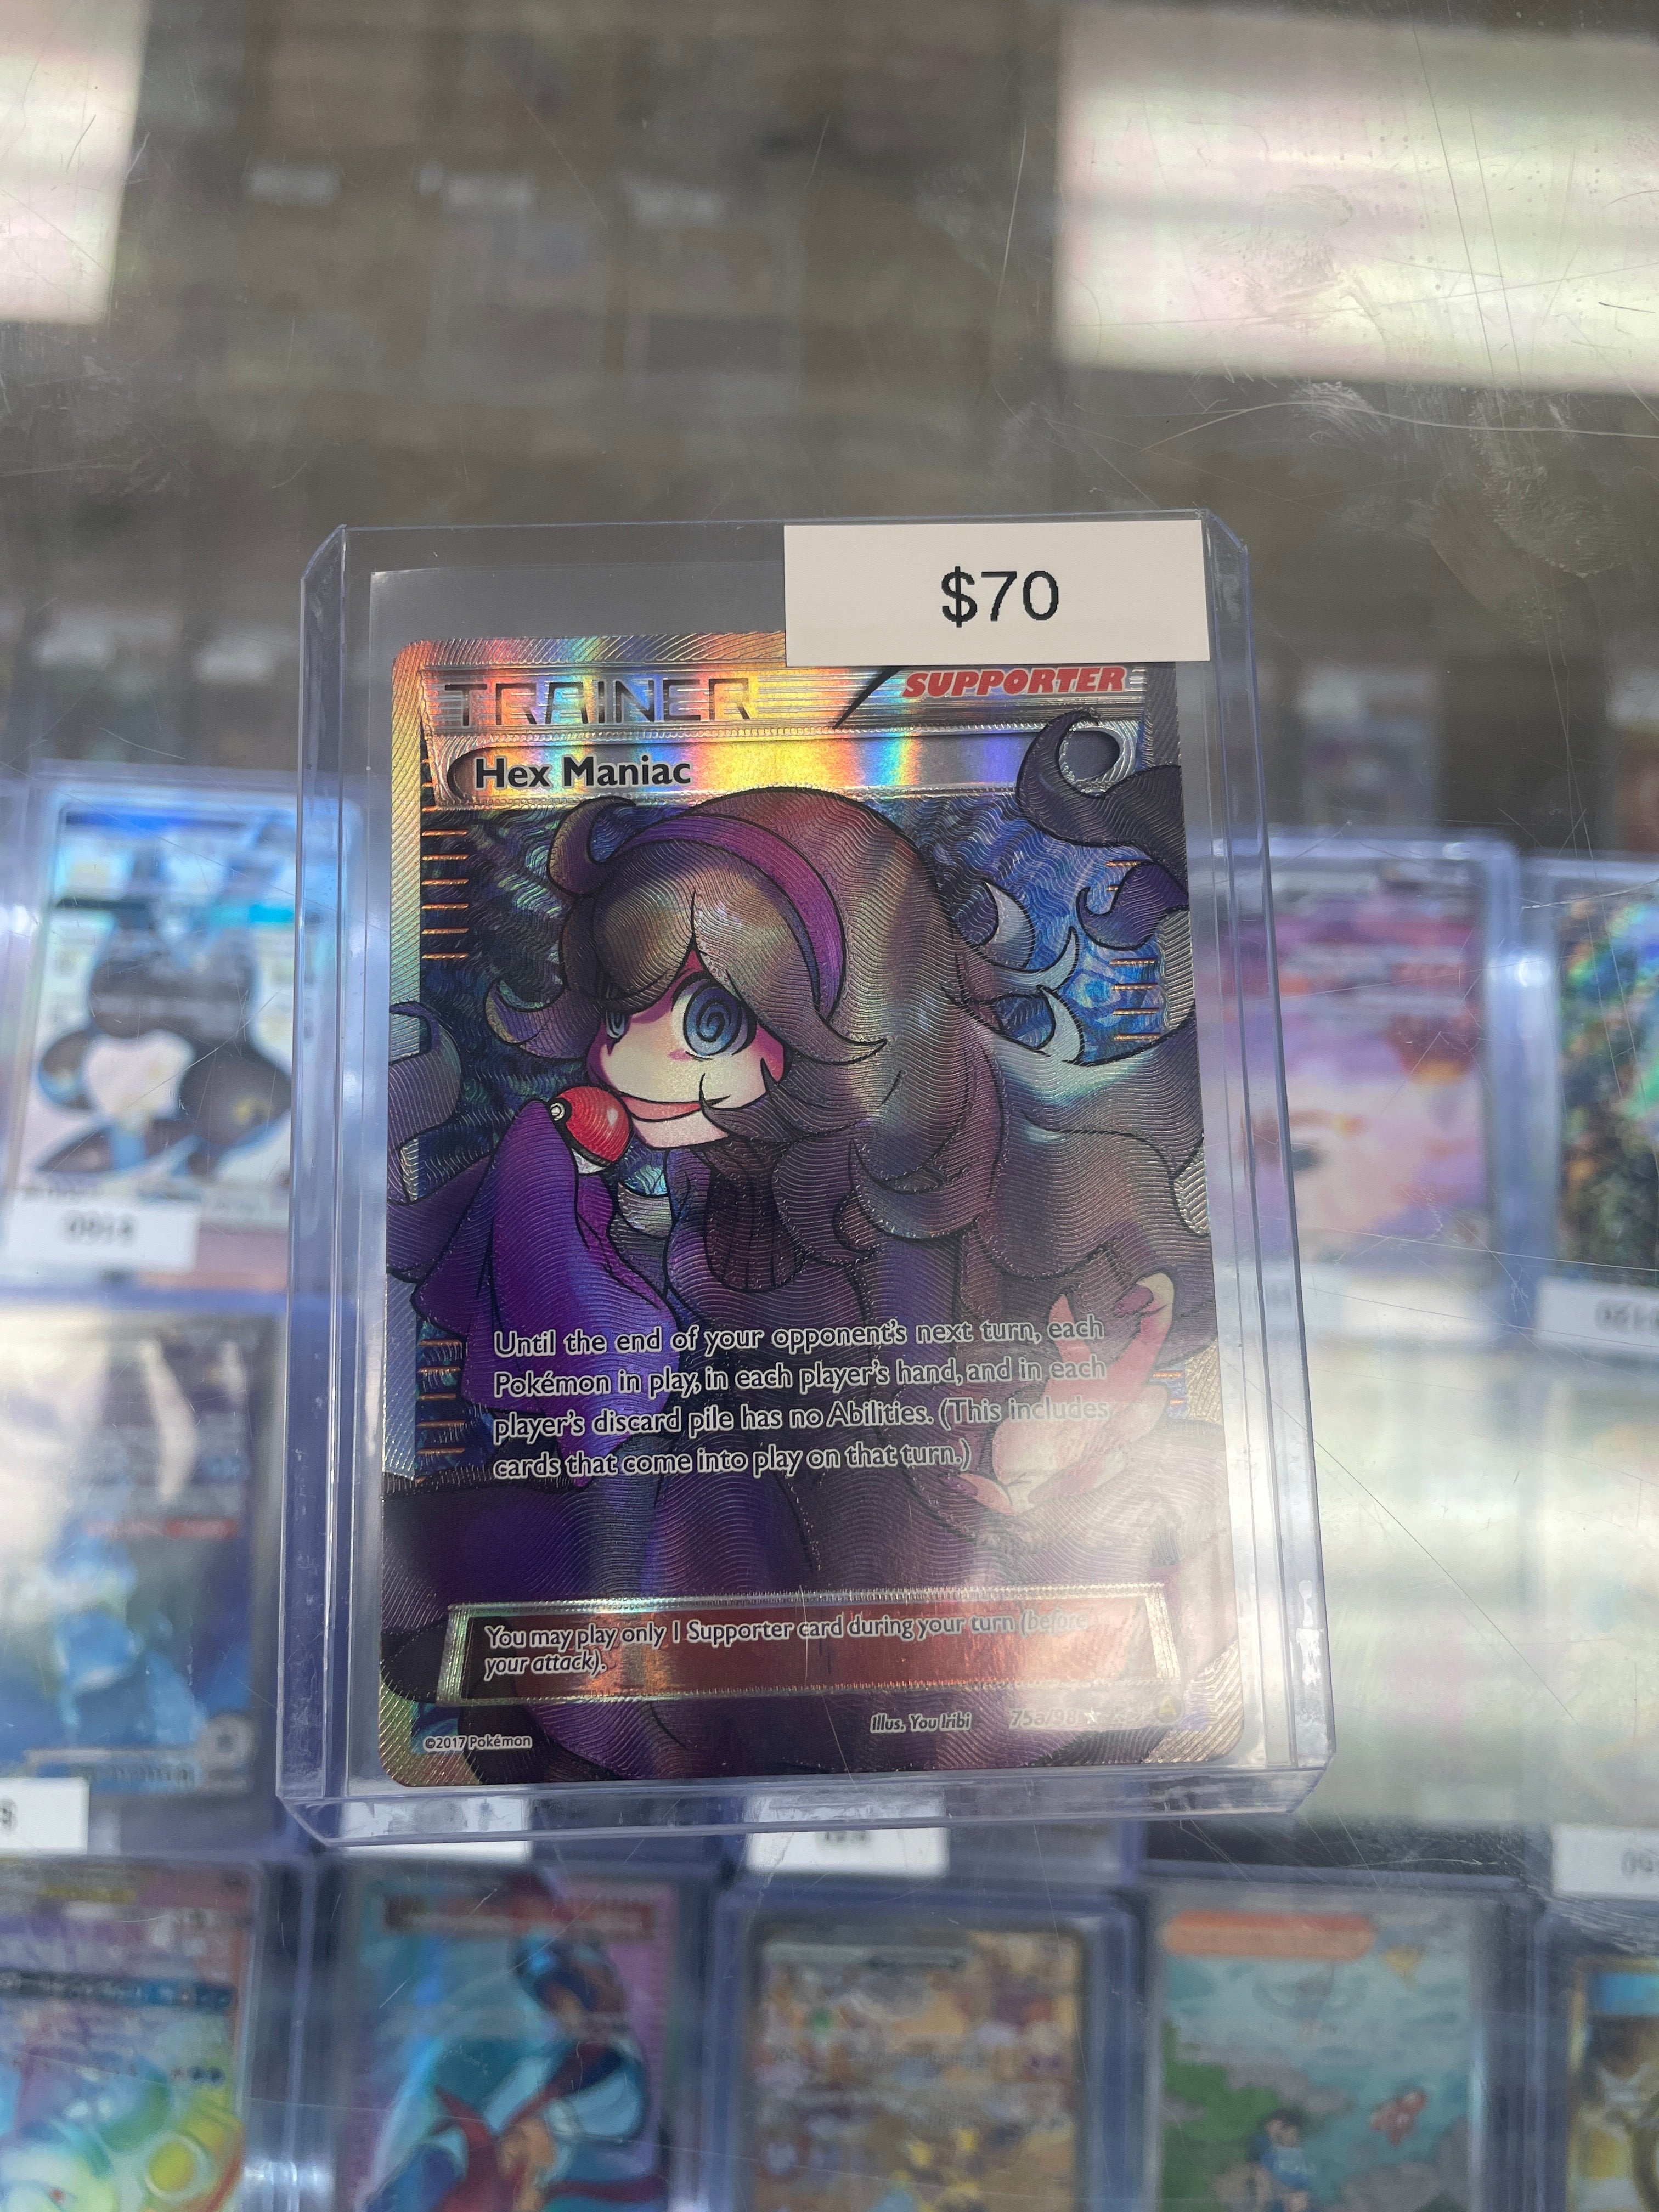 $70
TRAINER
SUPPORTER
Hex Maniac
Until the end of your opponent's next turn, each
Pokémon in play, in each player's hand, and in each
player's discard pile has no Abilities. (This includes
cards that come into play on that turn.)
You may play only 1 Supporter card during your turn (before
your attack).
Illus. You Iribi
75a/98
©2017 Pokémon